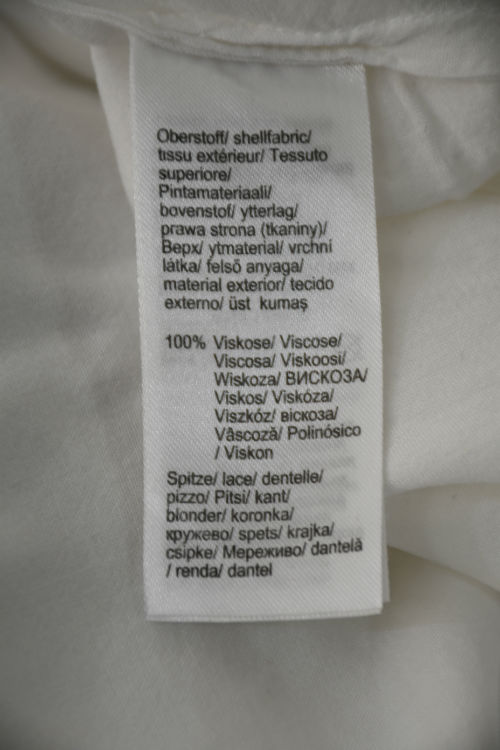 Oberstoff/ shellfabric/
tissu extérieur/ Tessuto
superiore/
Pintamateriaali/
bovenstof/ ytterlag/
prawa strona (tkaniny)/
Верх/ ytmaterial/ vrchní
látka/ felső anyaga/
material exterior/ tecido
externo/ üst kumaş
100% Viskose/ Viscose/
Viscosa/ Viskoosi/
Wiskoza/ ВИСКОЗА/
Viskos/ Viskóza/
Viszkóz/ віскоза/
Vâscoză/ Polinósico
/ Viskon
Spitze/ lace/ dentelle/
pizzo/ Pitsi/ kant/
blonder/ koronka/
кружево/ spets/ krajka/
csipke/ Мереживо/ dantelă
/ renda/ dantel